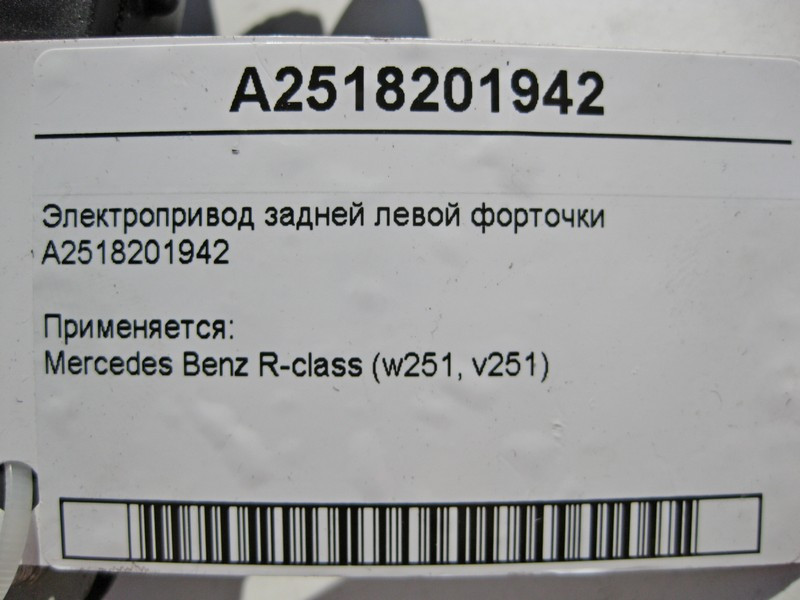 A2518201942
Электропривод задней левой форточки
A2518201942
Применяется:
Mercedes Benz R-class (w251, v251)